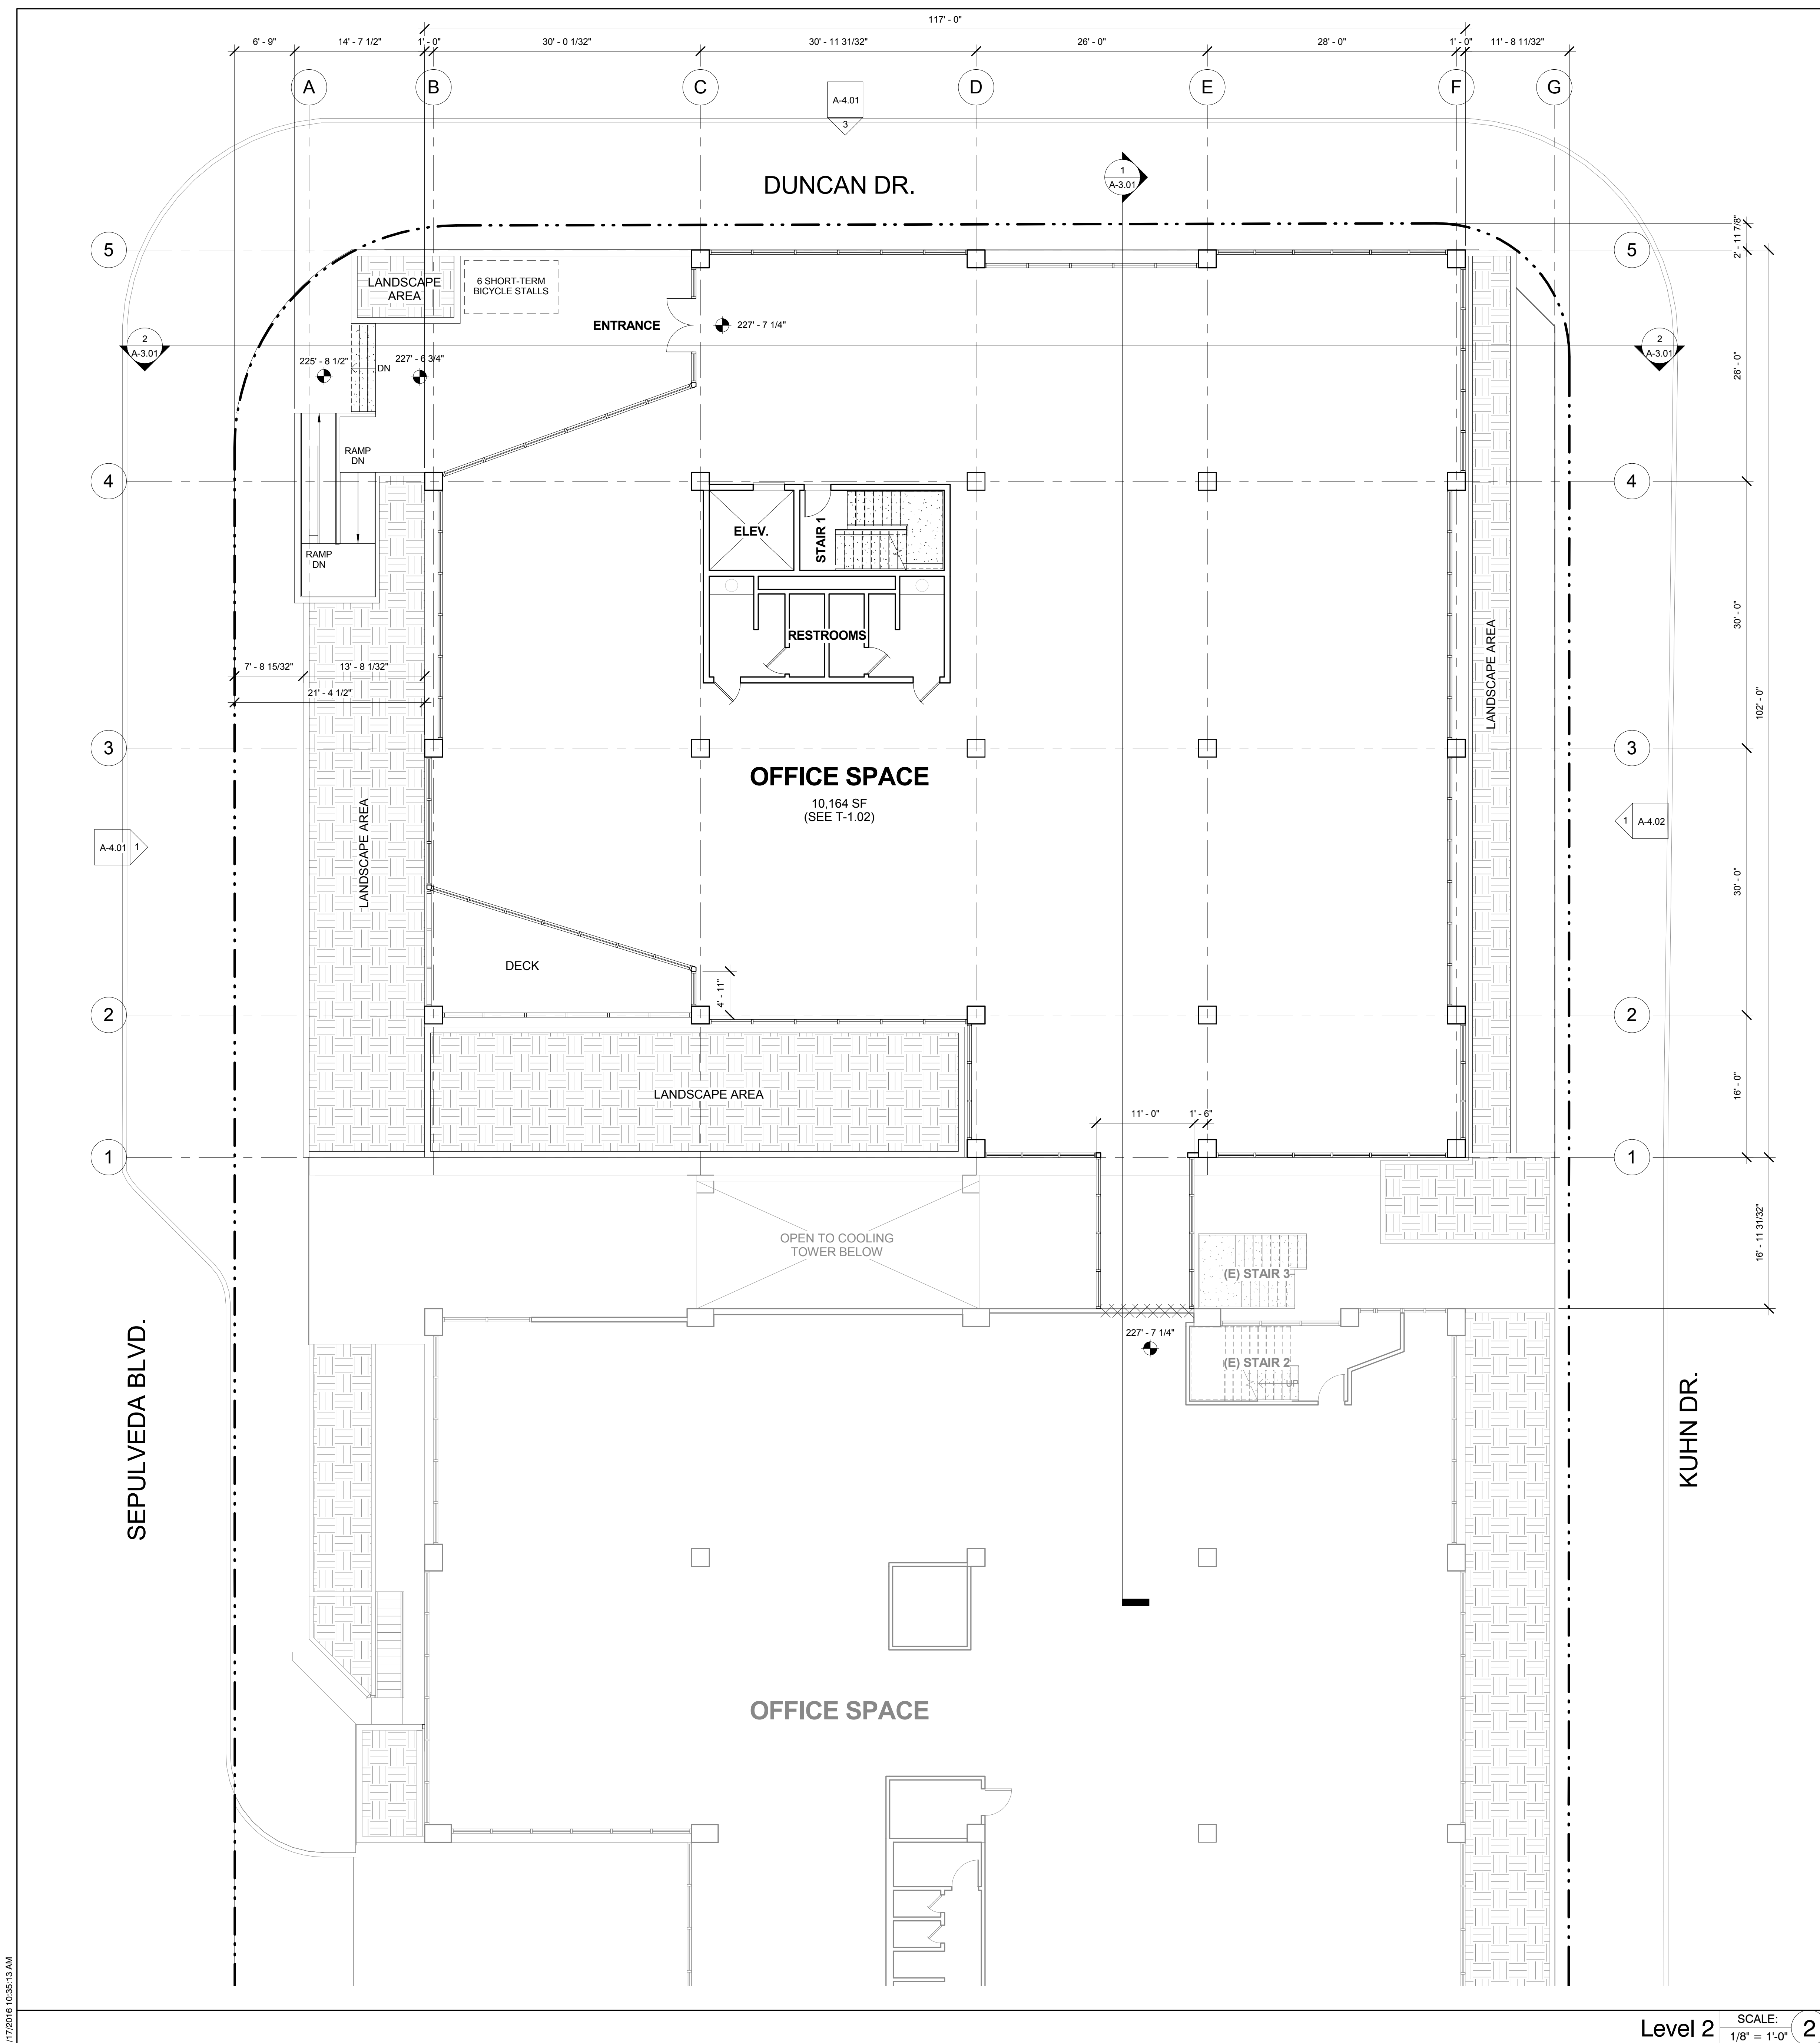 117' - 0"
6' - 9"
14' - 7 1/2"
1' - 0"
30' - 0 1/32"
30' - 11 31/32"
26' - 0"
28' - 0"
1' - 0"
11' - 8 11/32"
A
B
C
D
E
F
G
A-4.01
3
DUNCAN DR.
1
A-3.01
2' - 11 7/8"
5
5
LANDSCAPE
AREA
6 SHORT-TERM
BICYCLE STALLS
ENTRANCE
227' - 7 1/4"
2
A-3.01
2
A-3.01
225' - 8 1/2"
227' - 6 3/4"
DN
26' - 0"
RAMP
DN
4
4
ELEV.
STAIR 1
RAMP
DN
30' - 0"
RESTROOMS
LANDSCAPE AREA
7' - 8 15/32"
13' - 8 1/32"
21' - 4 1/2"
102' - 0"
3
3
OFFICE SPACE
10,164 SF
(SEE T-1.02)
LANDSCAPE AREA
A-4.01
1
1
A-4.02
30' - 0"
DECK
4' - 11"
2
2
LANDSCAPE AREA
16' - 0"
11' - 0"
1' - 6"
1
1
OPEN TO COOLING
TOWER BELOW
16' - 11 31/32"
(E) STAIR 3
227' - 7 1/4"
(E) STAIR 2
UP
SEPULVEDA BLVD.
KUHN DR.
OFFICE SPACE
/17/2016 10:35:13 AM
Level 2
SCALE:
1/8" = 1'-0"
2